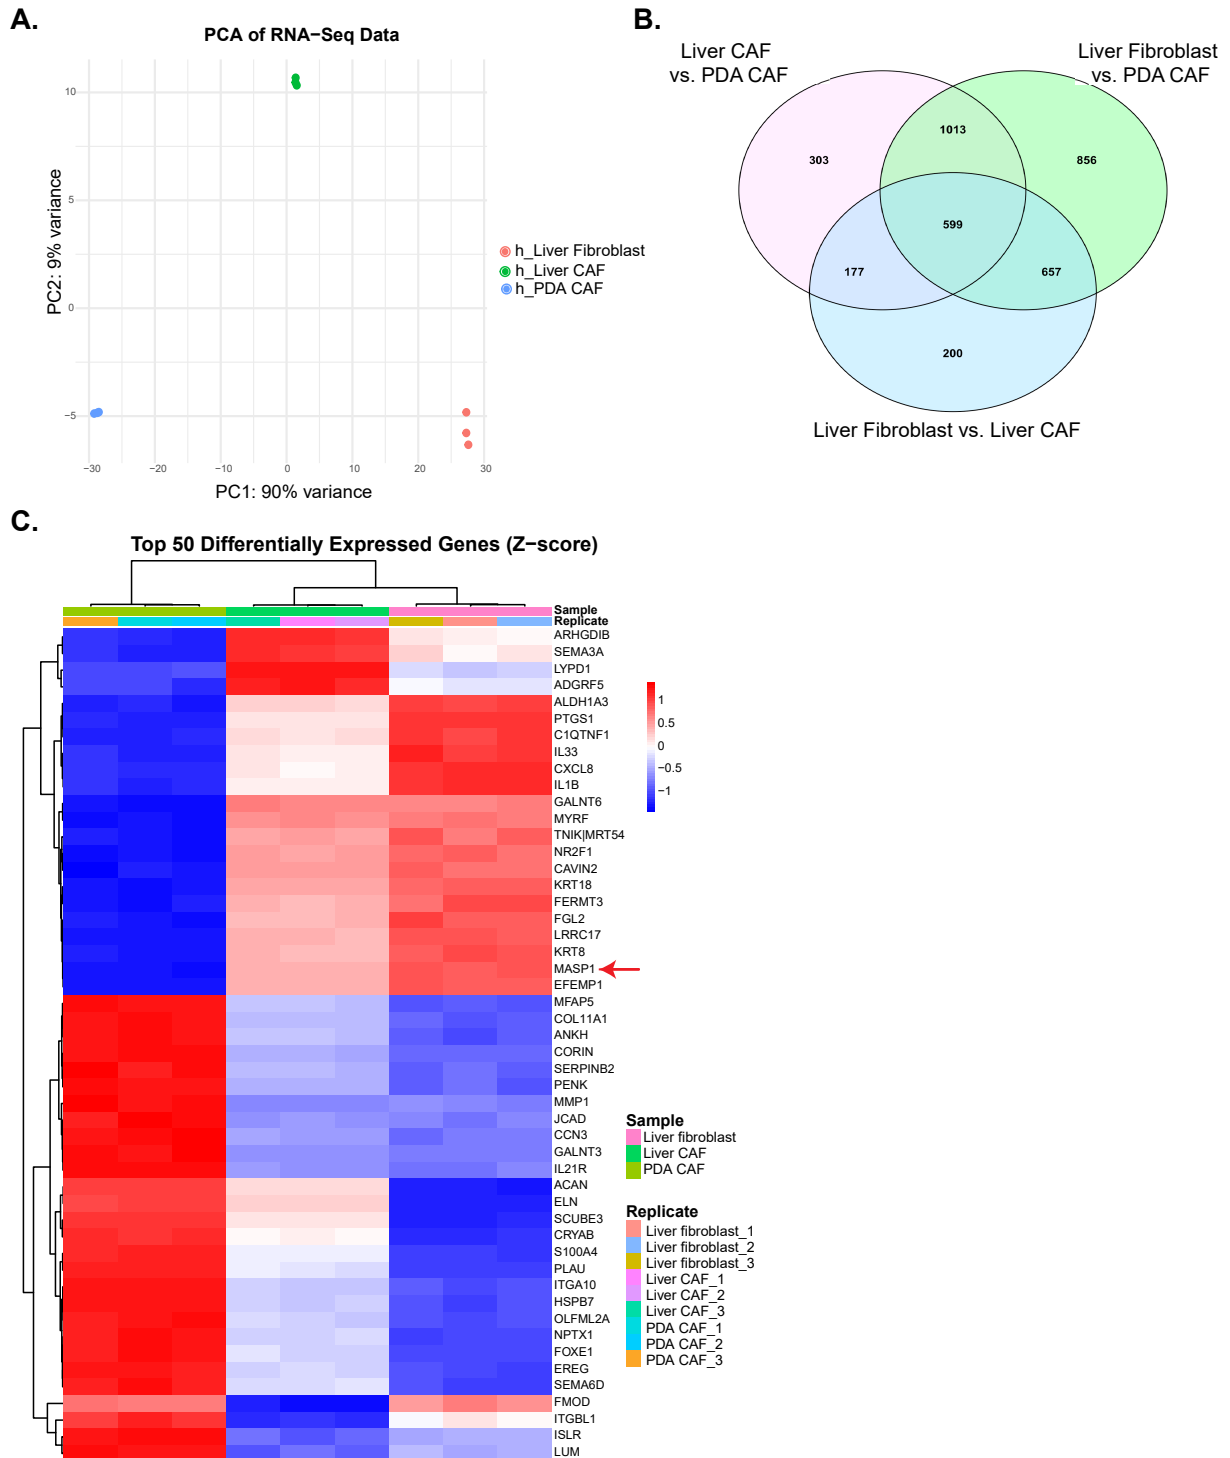 A.
PCA of RNA−Seq Data
10
5
0
−5
−30
−20
−10
0
10
20
30
PC2: 9% variance
PC1: 90% variance
h_Liver Fibroblast
h_Liver CAF
h_PDA CAF
B.
Liver CAF
vs. PDA CAF
Liver Fibroblast
vs. PDA CAF
1013
303
856
599
177
657
200
Liver Fibroblast vs. Liver CAF
C.
Top 50 Differentially Expressed Genes (Z−score)
Sample
Replicate
ARHGDIB
SEMA3A
LYPD1
ADGRF5
ALDH1A3
PTGS1
C1QTNF1
IL33
CXCL8
IL1B
GALNT6
MYRF
TNIK|MRT54
NR2F1
CAVIN2
KRT18
FERMT3
FGL2
LRRC17
KRT8
MASP1
EFEMP1
MFAP5
COL11A1
ANKH
CORIN
SERPINB2
PENK
MMP1
JCAD
CCN3
GALNT3
IL21R
ACAN
ELN
SCUBE3
CRYAB
S100A4
PLAU
ITGA10
HSPB7
OLFML2A
NPTX1
FOXE1
EREG
SEMA6D
FMOD
ITGBL1
ISLR
LUM
1
0.5
0
−0.5
−1
Sample
Liver fibroblast
Liver CAF
PDA CAF
Replicate
Liver fibroblast_1
Liver fibroblast_2
Liver fibroblast_3
Liver CAF_1
Liver CAF_2
Liver CAF_3
PDA CAF_1
PDA CAF_2
PDA CAF_3